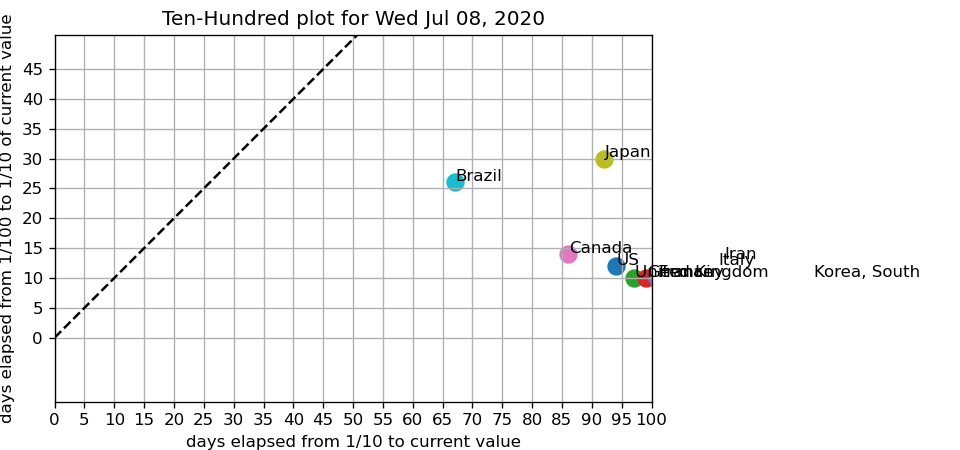 Ten-Hundred plot for Wed Jul 08, 2020
days elapsed from 1/100 to 1/10 of current value
45
40
35
30
25
20
15
10
5
0
Japan
Brazil
Canada
Iran
US
Italy
United Kingdom
Germany
France
Korea, South
0 5 10 15 20 25 30 35 40 45 50 55 60 65 70 75 80 85 90 95 100
days elapsed from 1/10 to current value